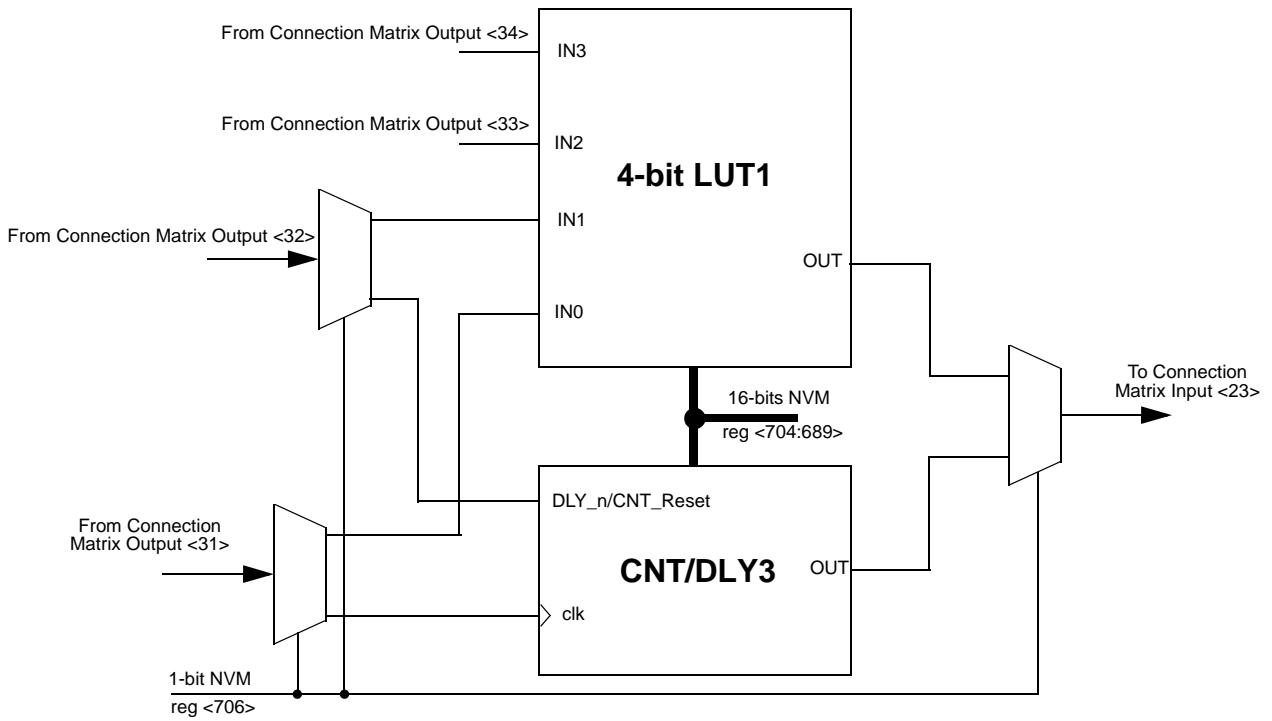 From Connection Matrix Output <34>
IN3
From Connection Matrix Output <33>
IN2
4-bit LUT1
IN1
From Connection Matrix Output <32>
OUT
IN0
To Connection
Matrix Input <23>
16-bits NVM
reg <704:689>
DLY_n/CNT_Reset
From Connection
Matrix Output <31>
CNT/DLY3
OUT
clk
1-bit NVM
reg <706>